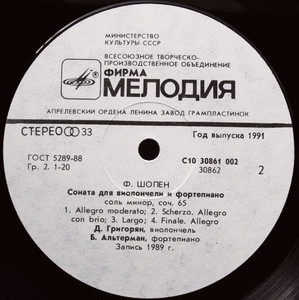 МИНИСТЕРСТВО
КУЛЬТУРЫ СССР
ВСЕСОЮЗНОЕ ТВОРЧЕСКО-
ПРОИЗВОДСТВЕННОЕ ОБЪЕДИНЕНИЕ
ФИРМА
МЕЛОДИЯ
АПРЕЛЕВСКИЙ ОРДЕНА ЛЕНИНА ЗАВОД ГРАМПЛАСТИНОК
СТЕРЕО 33
Год выпуска 1991
ГОСТ 5289-88
Гр. 2. 1-20
С10 30861 002
30862
2
Ф. ШОПЕН
Соната для виолончели и фортепиано
соль минор, соч. 65
1. Allegro moderato; 2. Scherzo. Allegro
con brio; 3. Largo; 4. Finale. Allegro
Д. Григорян, виолончель
Б. Альтерман, фортепиано
Запись 1989 г.